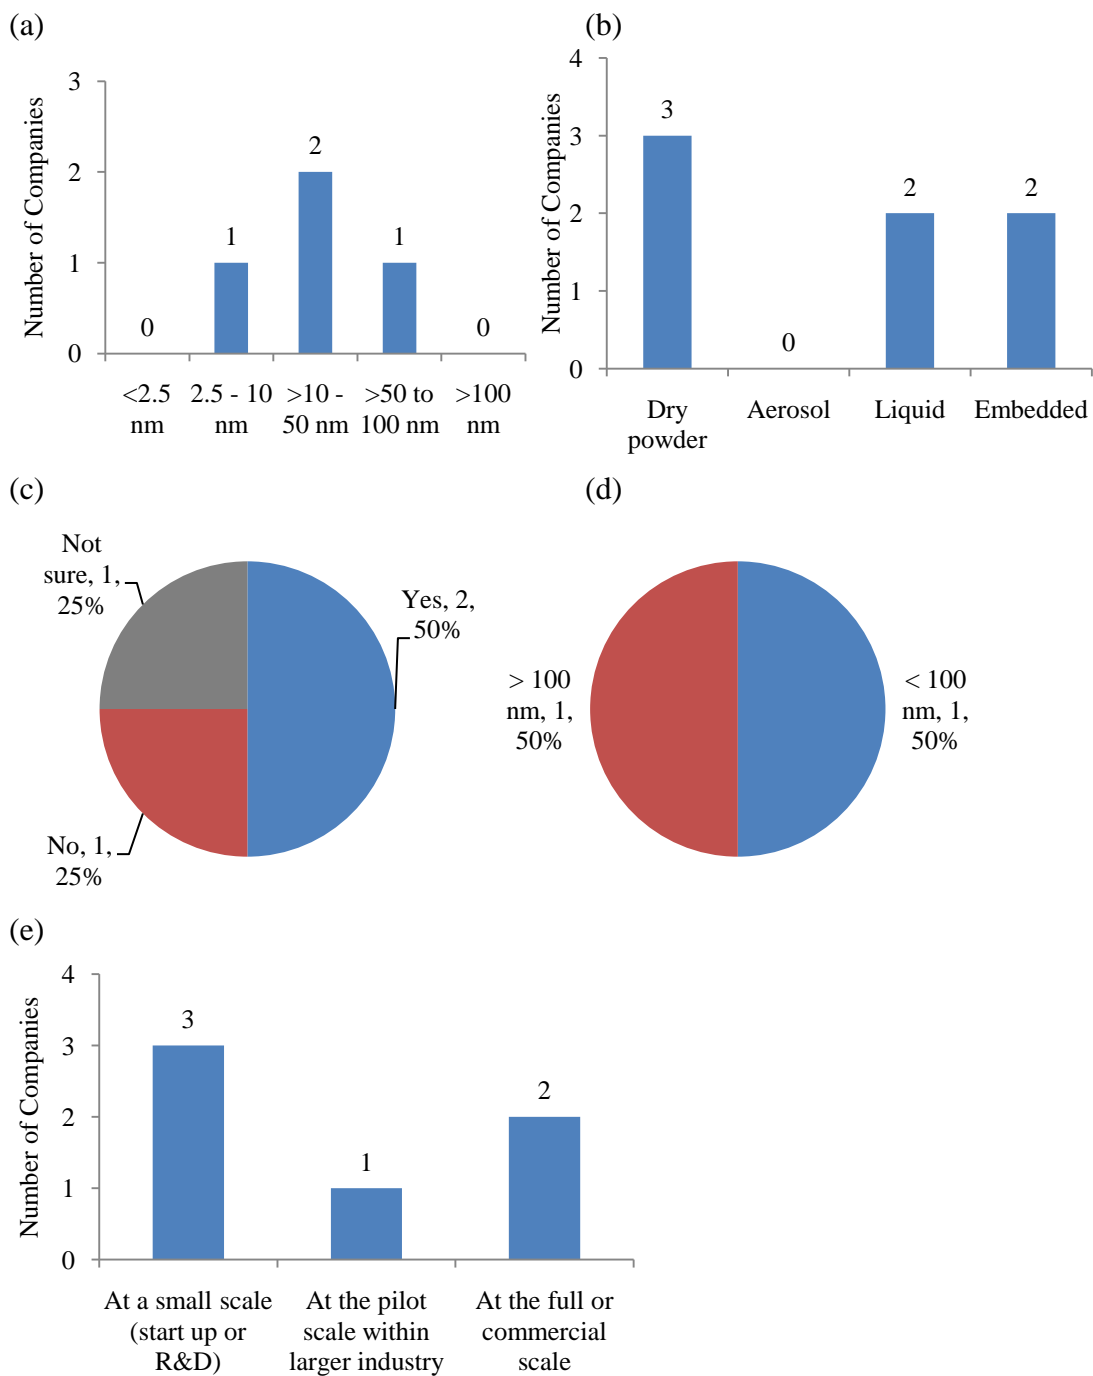 (a)
Number of Companies
3
2
1
0
0
1
2
1
0
<2.5 nm
2.5 - 10 nm
>10 - 50 nm
>50 to 100 nm
>100 nm
(b)
Number of Companies
4
3
2
1
0
3
0
2
2
Dry
powder
Aerosol
Liquid
Embedded
(c)
Not
sure, 1,
25%
Yes, 2,
50%
No, 1,
25%
(d)
> 100
nm, 1,
50%
< 100
nm, 1,
50%
(e)
Number of Companies
4
3
2
1
0
3
1
2
At a small scale
(start up or
R&D)
At the pilot
scale within
larger industry
At the full or
commercial
scale